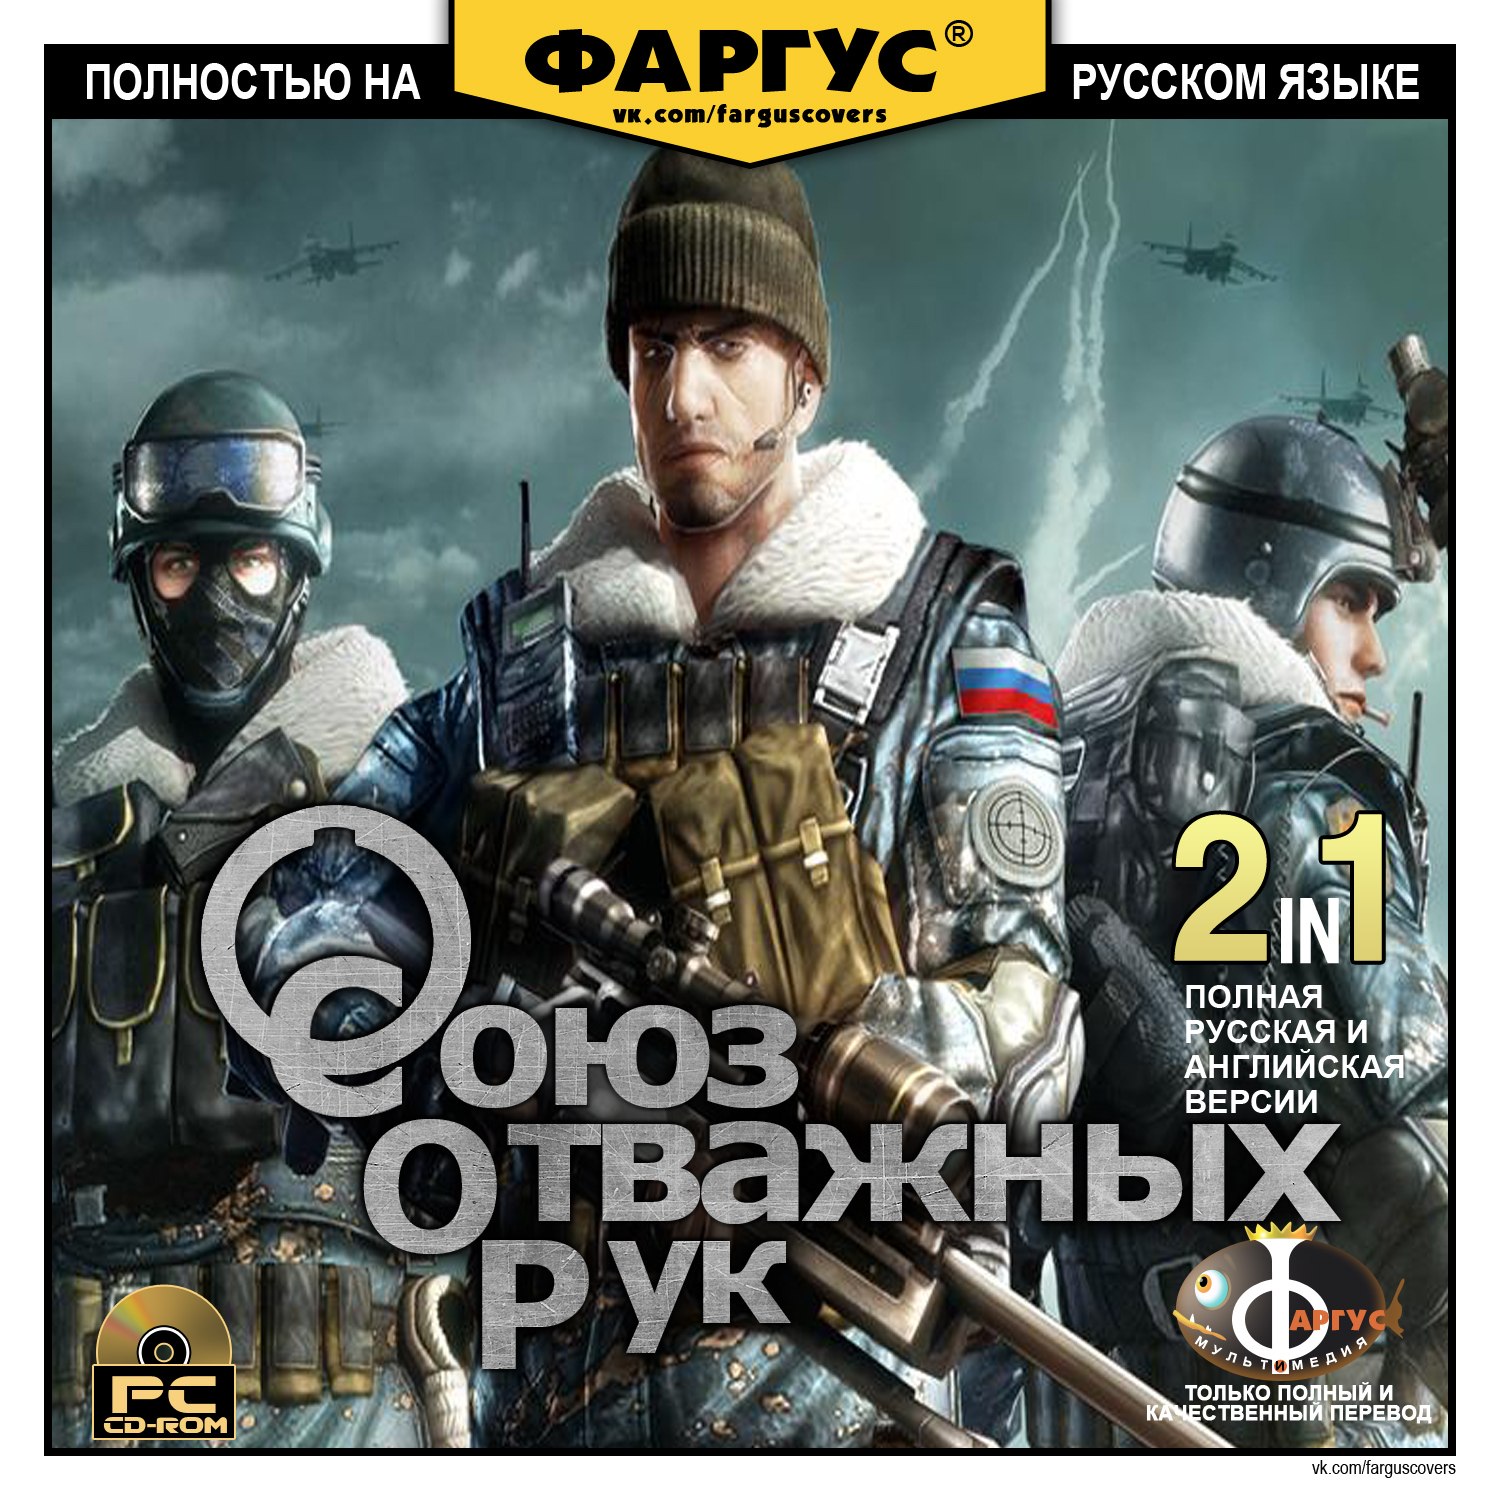 ФАРГУС®
vk.com/farguscovers
ПОЛНОСТЬЮ НА РУССКОМ ЯЗЫКЕ
2IN1
ПОЛНАЯ
РУССКАЯ И
АНГЛИЙСКАЯ
ВЕРСИИ
Союз
Отважных
Рук
PC
CD-ROM
ФАРГУС
МУЛЬТИМЕДИЯ
ТОЛЬКО ПОЛНЫЙ И
КАЧЕСТВЕННЫЙ ПЕРЕВОД
vk.com/farguscovers